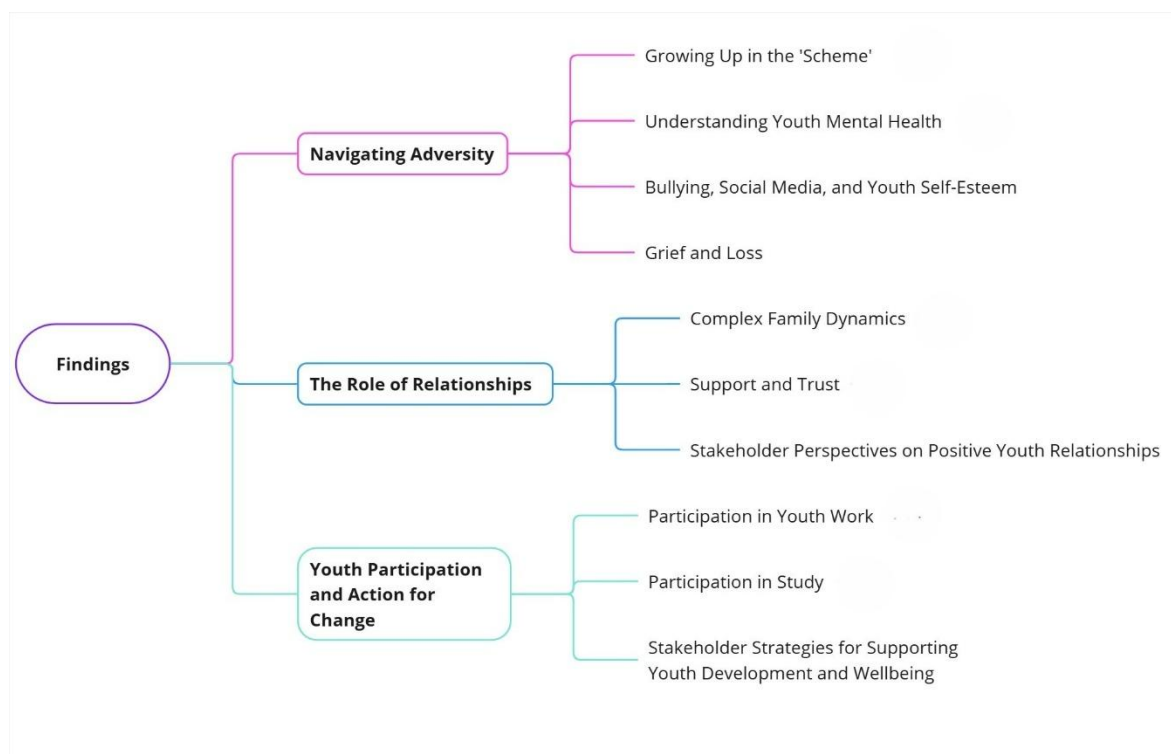 Findings
Navigating Adversity
Growing Up in the 'Scheme'
Understanding Youth Mental Health
Bullying, Social Media, and Youth Self-Esteem
Grief and Loss
The Role of Relationships
Complex Family Dynamics
Support and Trust
Stakeholder Perspectives on Positive Youth Relationships
Youth Participation
and Action for
Change
Participation in Youth Work
Participation in Study
Stakeholder Strategies for Supporting
Youth Development and Wellbeing